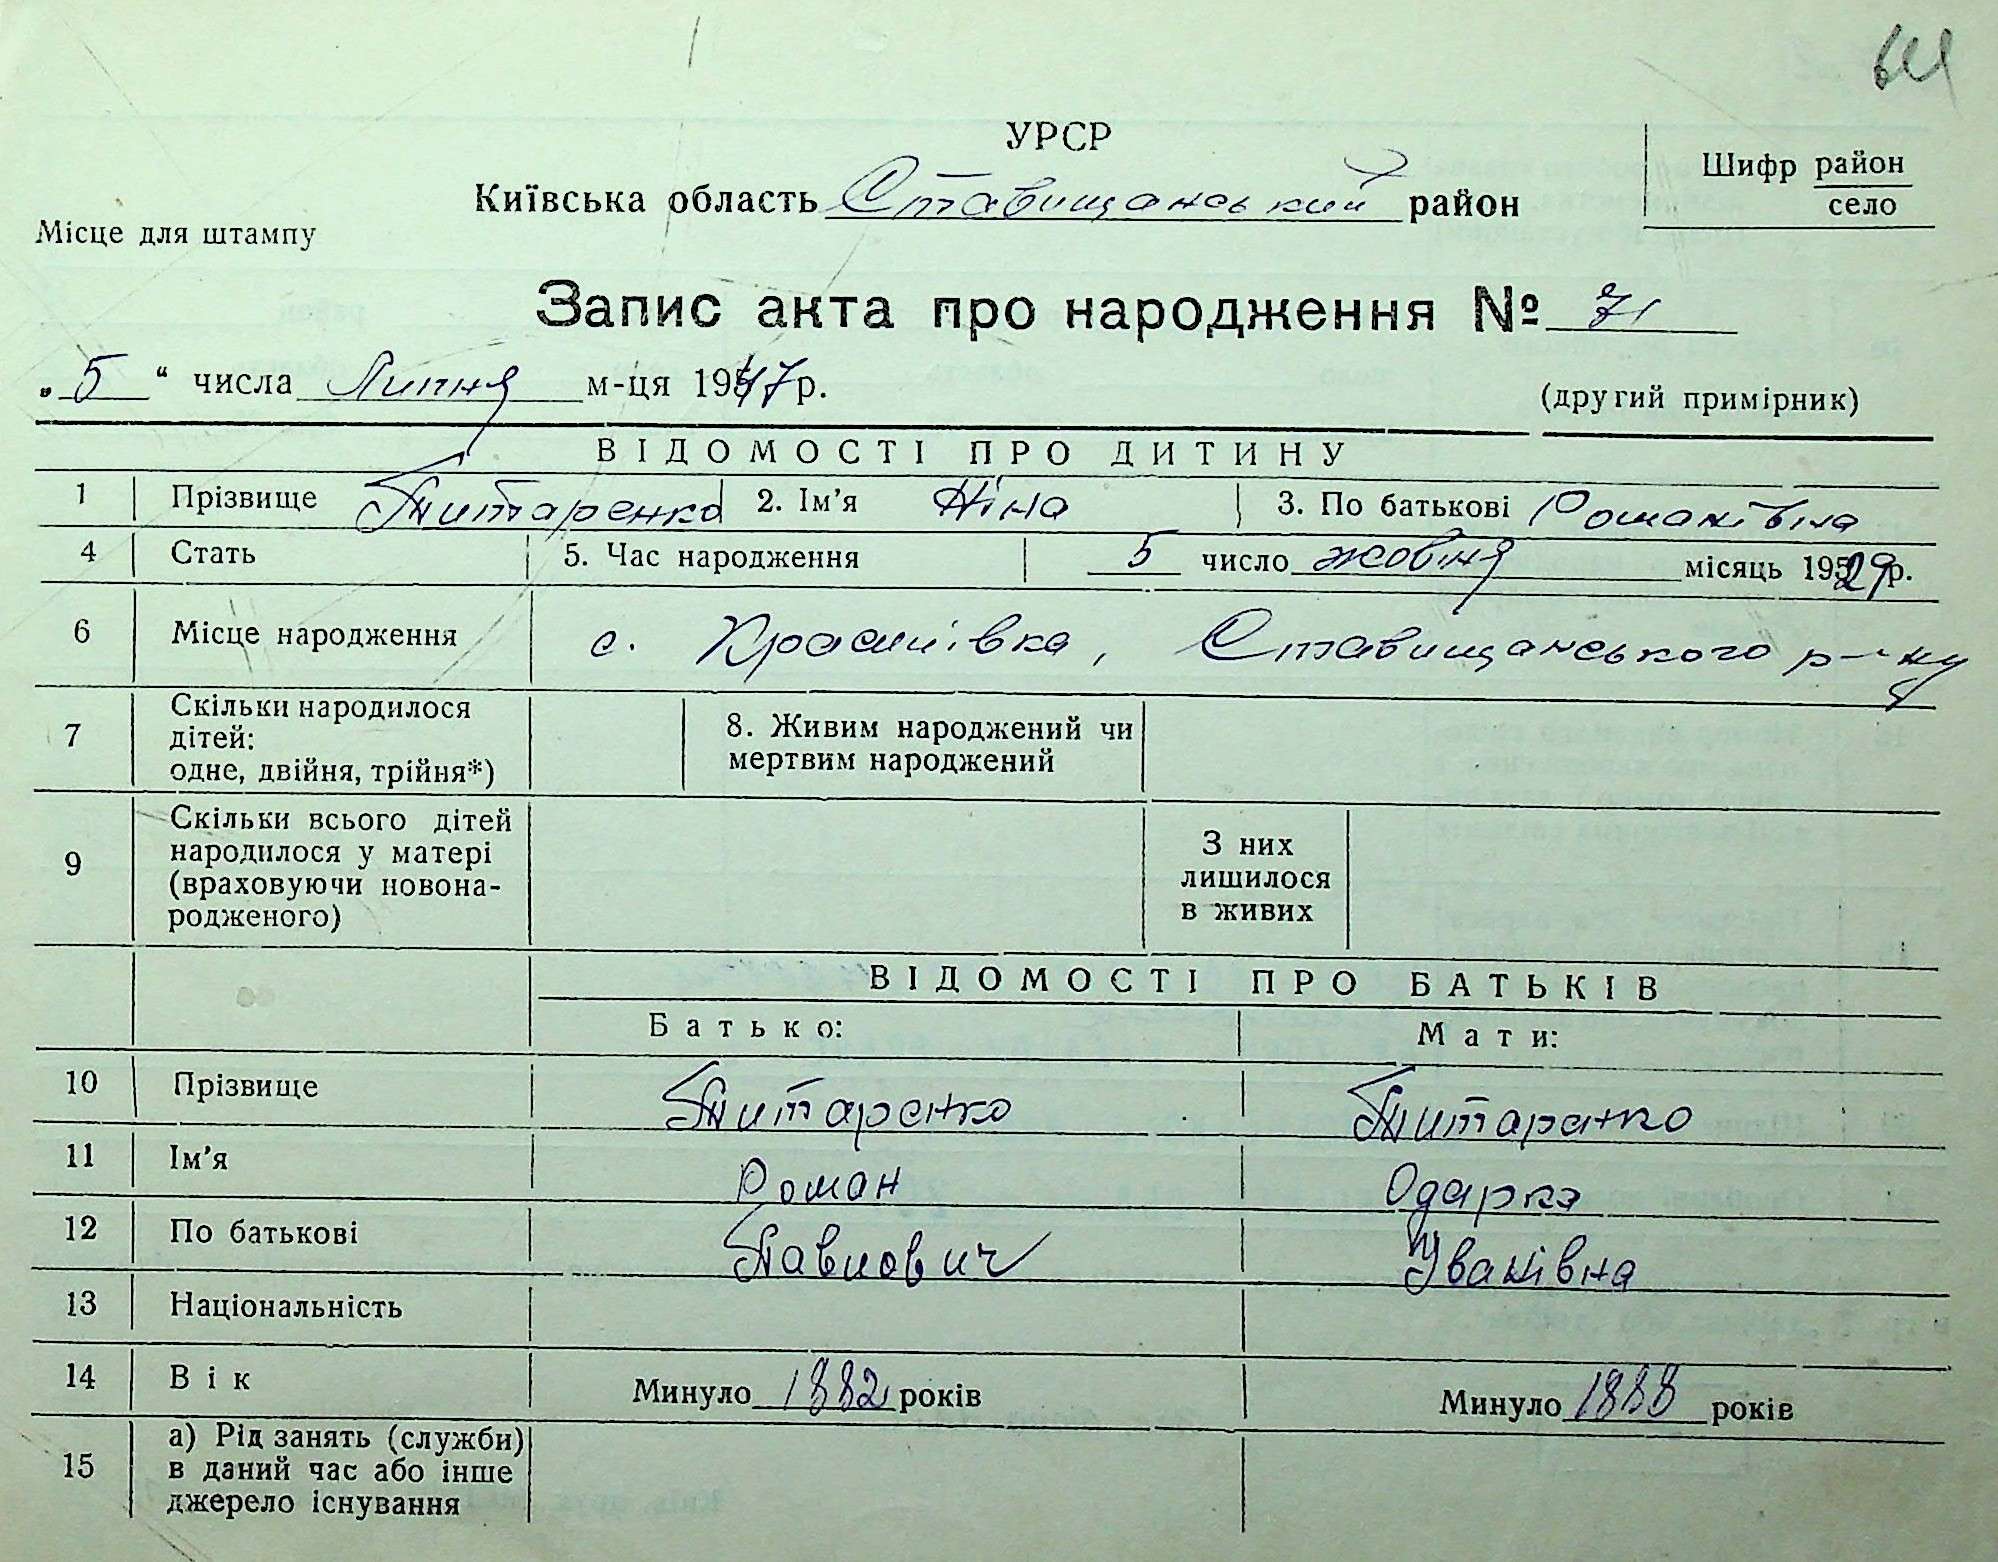 УРСР
Київська область Ставищанський район
Шифр район
село
Місце для штампу
Запис акта про народження № 71
„ 5 “ числа Липня м-ця 1947 р.
(другий примірник)
ВІДОМОСТІ ПРО ДИТИНУ
1 Прізвище Титаренко 2. Ім’я Ніна 3. По батькові Романівна
4 Стать 5. Час народження 5 число жовтня місяць 1929 р.
6 Місце народження с. Красилівка, Ставищанського р-ну
7 Скільки народилося
дітей:
одне, двійня, трійня*)
8. Живим народжений чи
мертвим народжений
9 Скільки всього дітей
народилося у матері
(враховуючи новона-
родженого)
З них
лишилося
в живих
ВІДОМОСТІ ПРО БАТЬКІВ
Батько: Мати:
10 Прізвище Титаренко Титаренко
11 Ім’я Роман Одарка
12 По батькові Павлович Іванівна
13 Національність
14 Вік Минуло 1882 років Минуло 1888 років
15 а) Рід занять (служби)
в даний час або інше
джерело існування